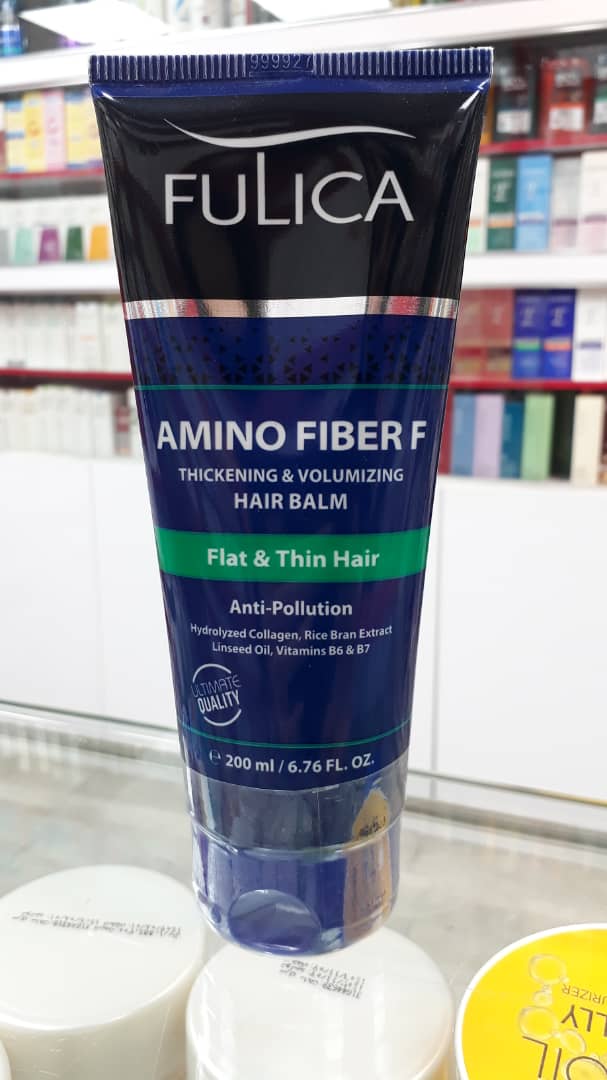 999927
FULICA
AMINO FIBER F
THICKENING & VOLUMIZING
HAIR BALM
Flat & Thin Hair
Anti-Pollution
Hydrolyzed Collagen, Rice Bran Extract
Linseed Oil, Vitamins B6 & B7
ULTIMATE
QUALITY
℮ 200 ml / 6.76 FL. OZ.
OIL